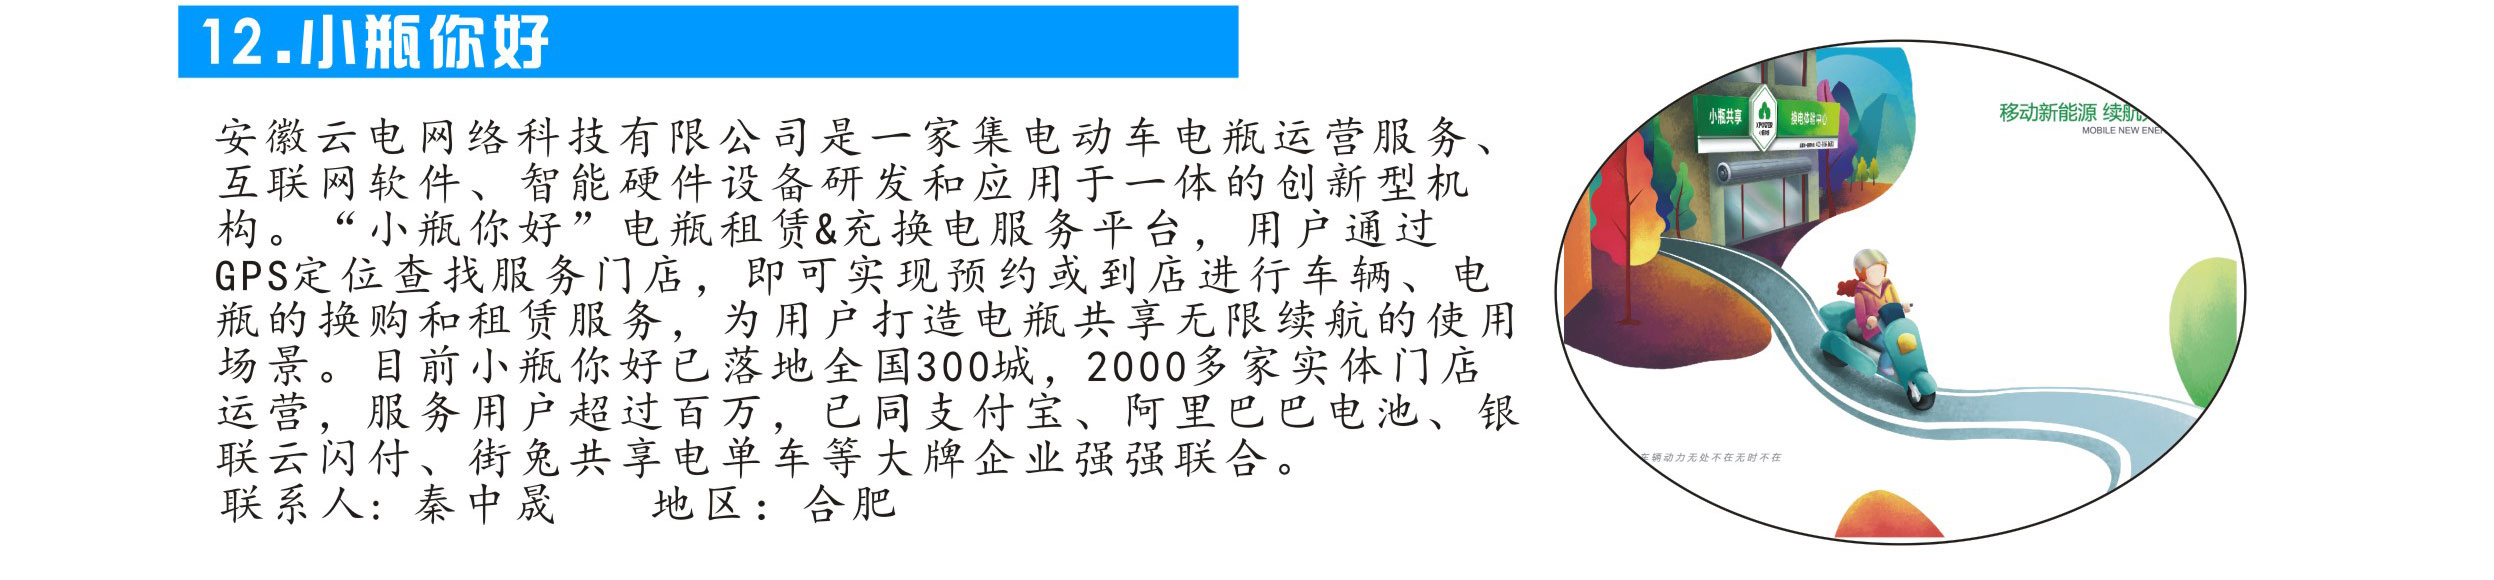 12.小瓶你好
安徽云电网络科技有限公司是一家集电动车电瓶运营服务、
互联网软件、智能硬件设备研发和应用于一体的创新型机
构。“小瓶你好”电瓶租赁&充换电服务平台，用户通过
GPS定位查找服务门店，即可实现预约或到店进行车辆、电
瓶的换购和租赁服务，为用户打造电瓶共享无限续航的使用
场景。目前小瓶你好已落地全国300城，2000多家实体门店
运营，服务用户超过百万，已同支付宝、阿里巴巴电池、银
联云闪付、街兔共享电单车等大牌企业强强联合。
联系人：秦中晟 地区：合肥
小瓶共享
换电体验中心
移动新能源 续航
MOBILE NEW ENER
车辆动力无处不在无时不在